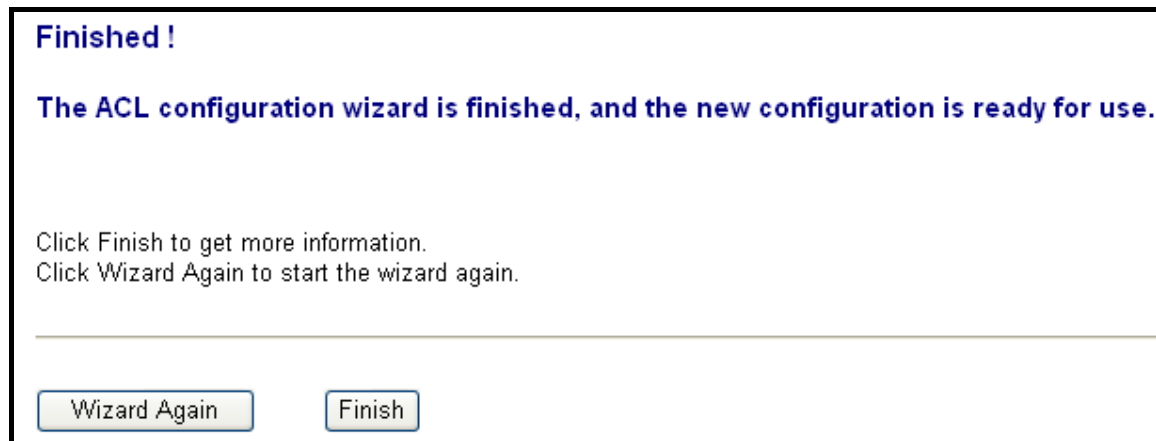 Finished !
The ACL configuration wizard is finished, and the new configuration is ready for use.
Click Finish to get more information.
Click Wizard Again to start the wizard again.
Wizard Again
Finish